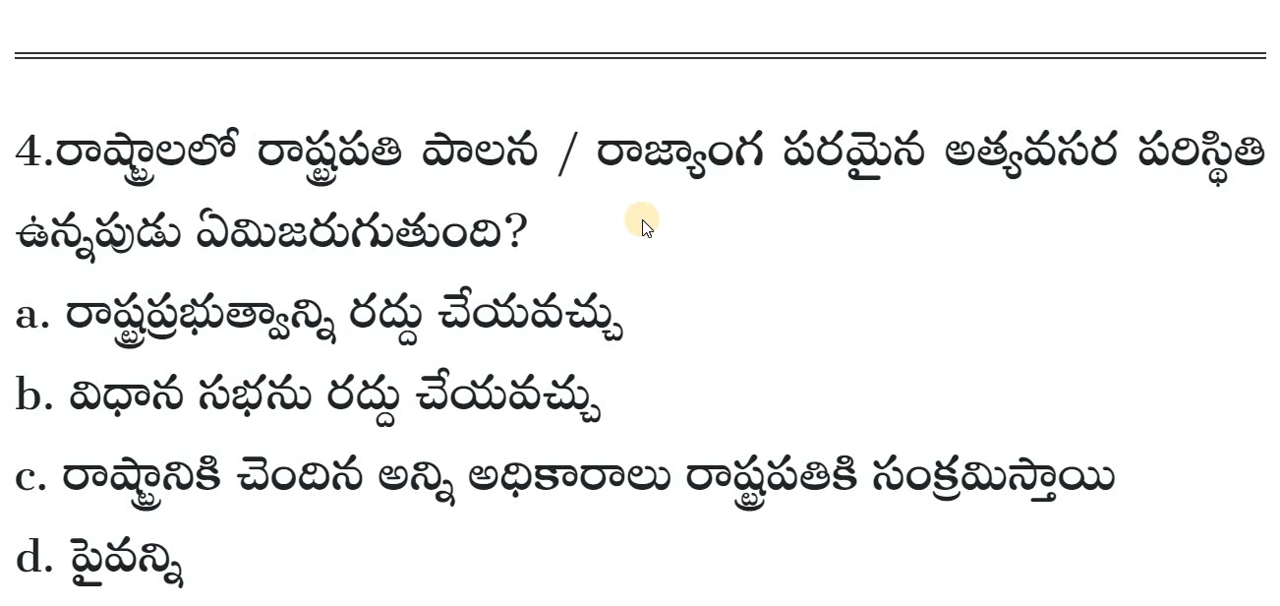 4.రాష్ట్రాలలో రాష్ట్రపతి పాలన / రాజ్యాంగ పరమైన అత్యవసర పరిస్థితి
ఉన్నపుడు ఏమిజరుగుతుంది?
a. రాష్ట్రప్రభుత్వాన్ని రద్దు చేయవచ్చు
b. విధాన సభను రద్దు చేయవచ్చు
c. రాష్ట్రానికి చెందిన అన్ని అధికారాలు రాష్ట్రపతికి సంక్రమిస్తాయి
d. పైవన్ని